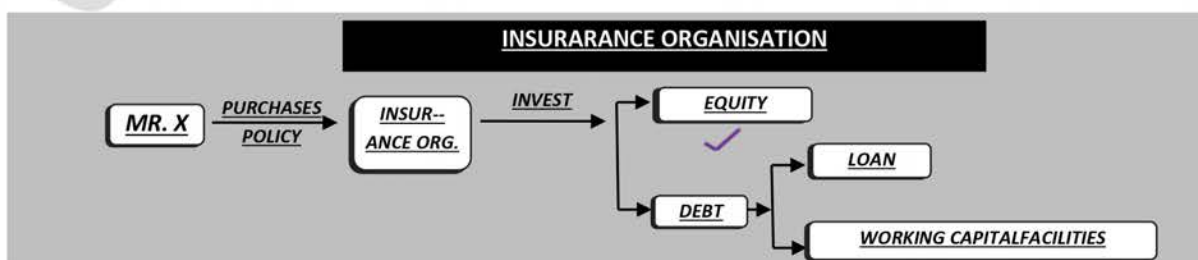 INSURARANCE ORGANISATION
MR. X
PURCHASES
POLICY
INSUR--
ANCE ORG.
INVEST
EQUITY
DEBT
LOAN
WORKING CAPITALFACILITIES